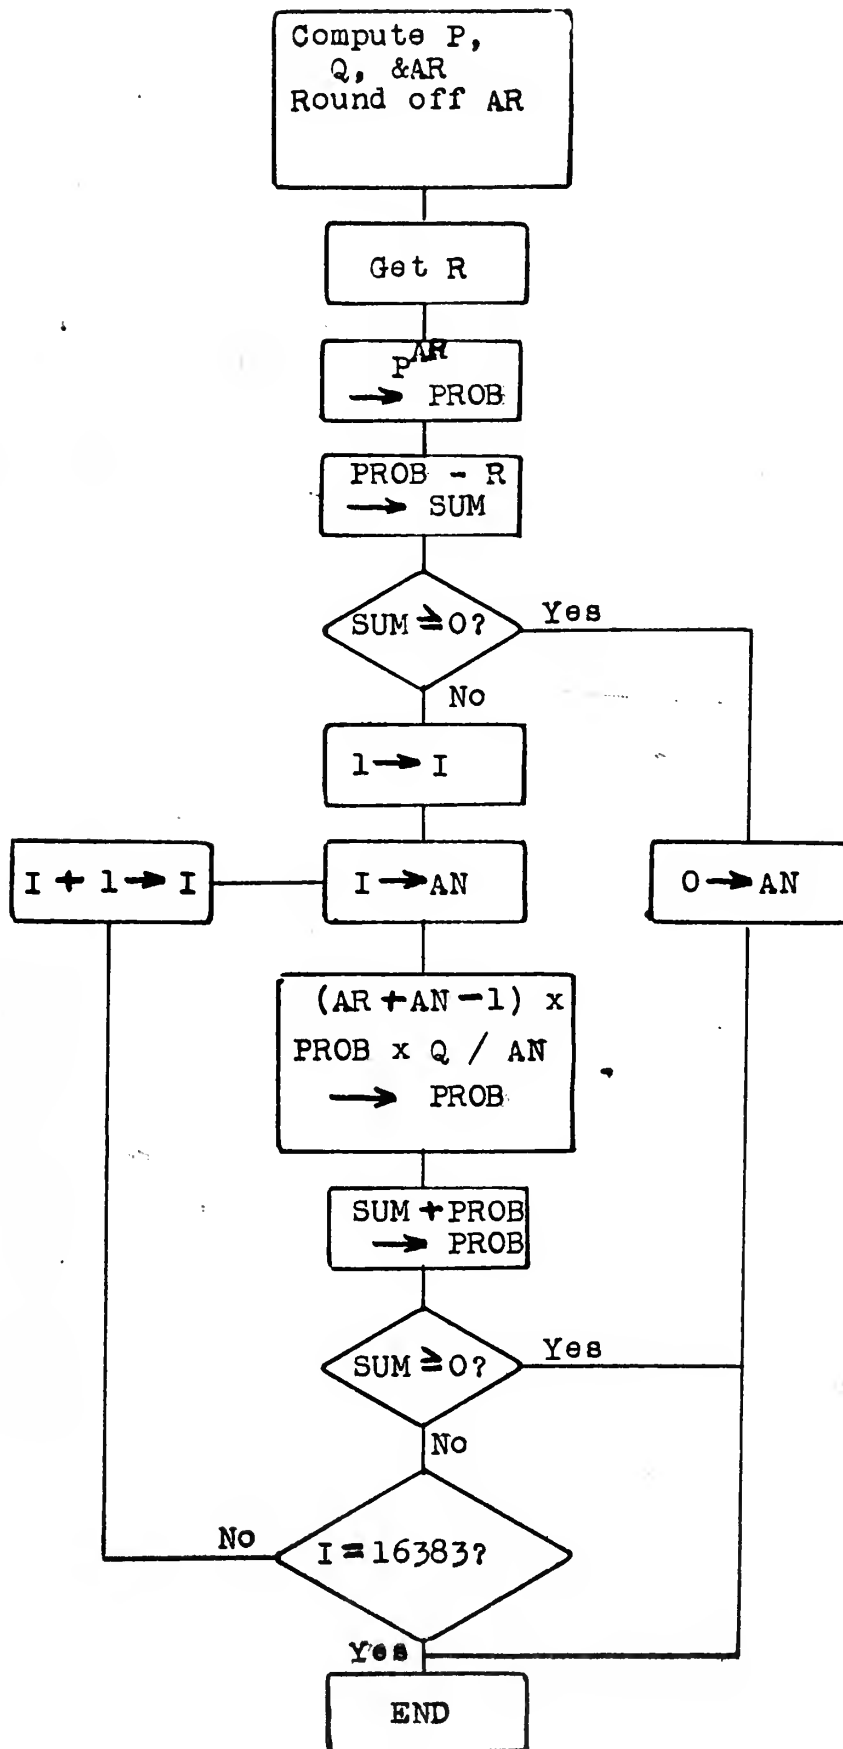 Compute P,
Q, &AR
Round off AR
Get R
P^AR
→ PROB
PROB - R
→ SUM
SUM ≧ 0?
Yes
No
1 → I
I + 1 → I
I → AN
0 → AN
(AR + AN - 1) x
PROB x Q / AN
→ PROB
SUM + PROB
→ PROB
SUM ≧ 0?
Yes
No
No
I = 16383?
Yes
END